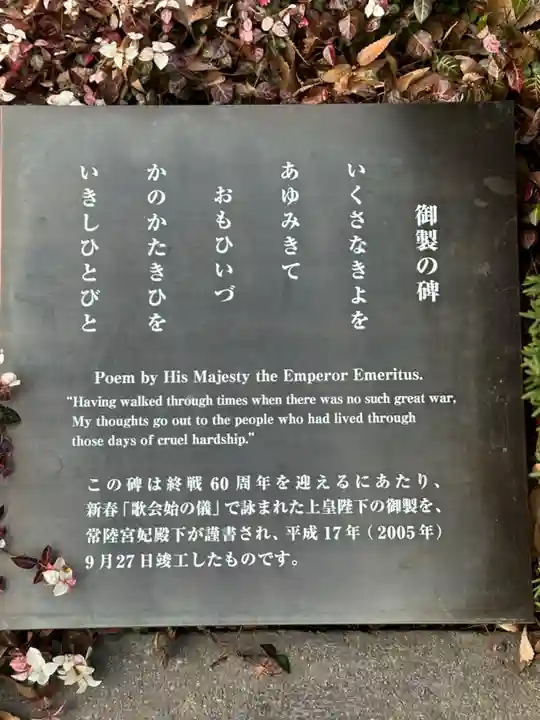 御製の碑
いくさなきよを
あゆみきて
おもひいづ
かのかたきひを
いきしひとびと
Poem by His Majesty the Emperor Emeritus.
“Having walked through times when there was no such great war,
My thoughts go out to the people who had lived through
those days of cruel hardship.”
この碑は終戦60周年を迎えるにあたり、
新春「歌会始の儀」で詠まれた上皇陛下の御製を、
常陸宮妃殿下が謹書され、平成17年（2005年）
9月27日竣工したものです。